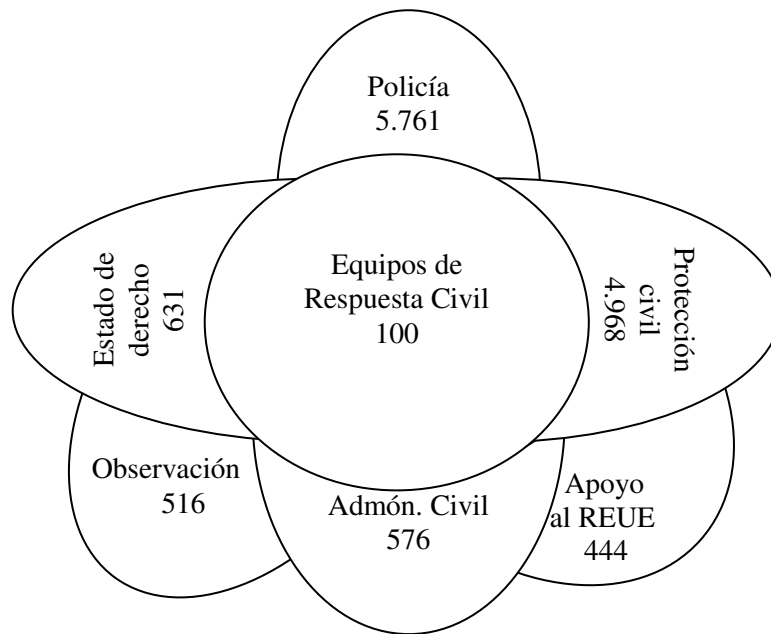 Policía
5.761
Estado de
derecho
631
Equipos de
Respuesta Civil
100
Protección
civil
4.968
Observación
516
Admón. Civil
576
Apoyo
al REUE
444